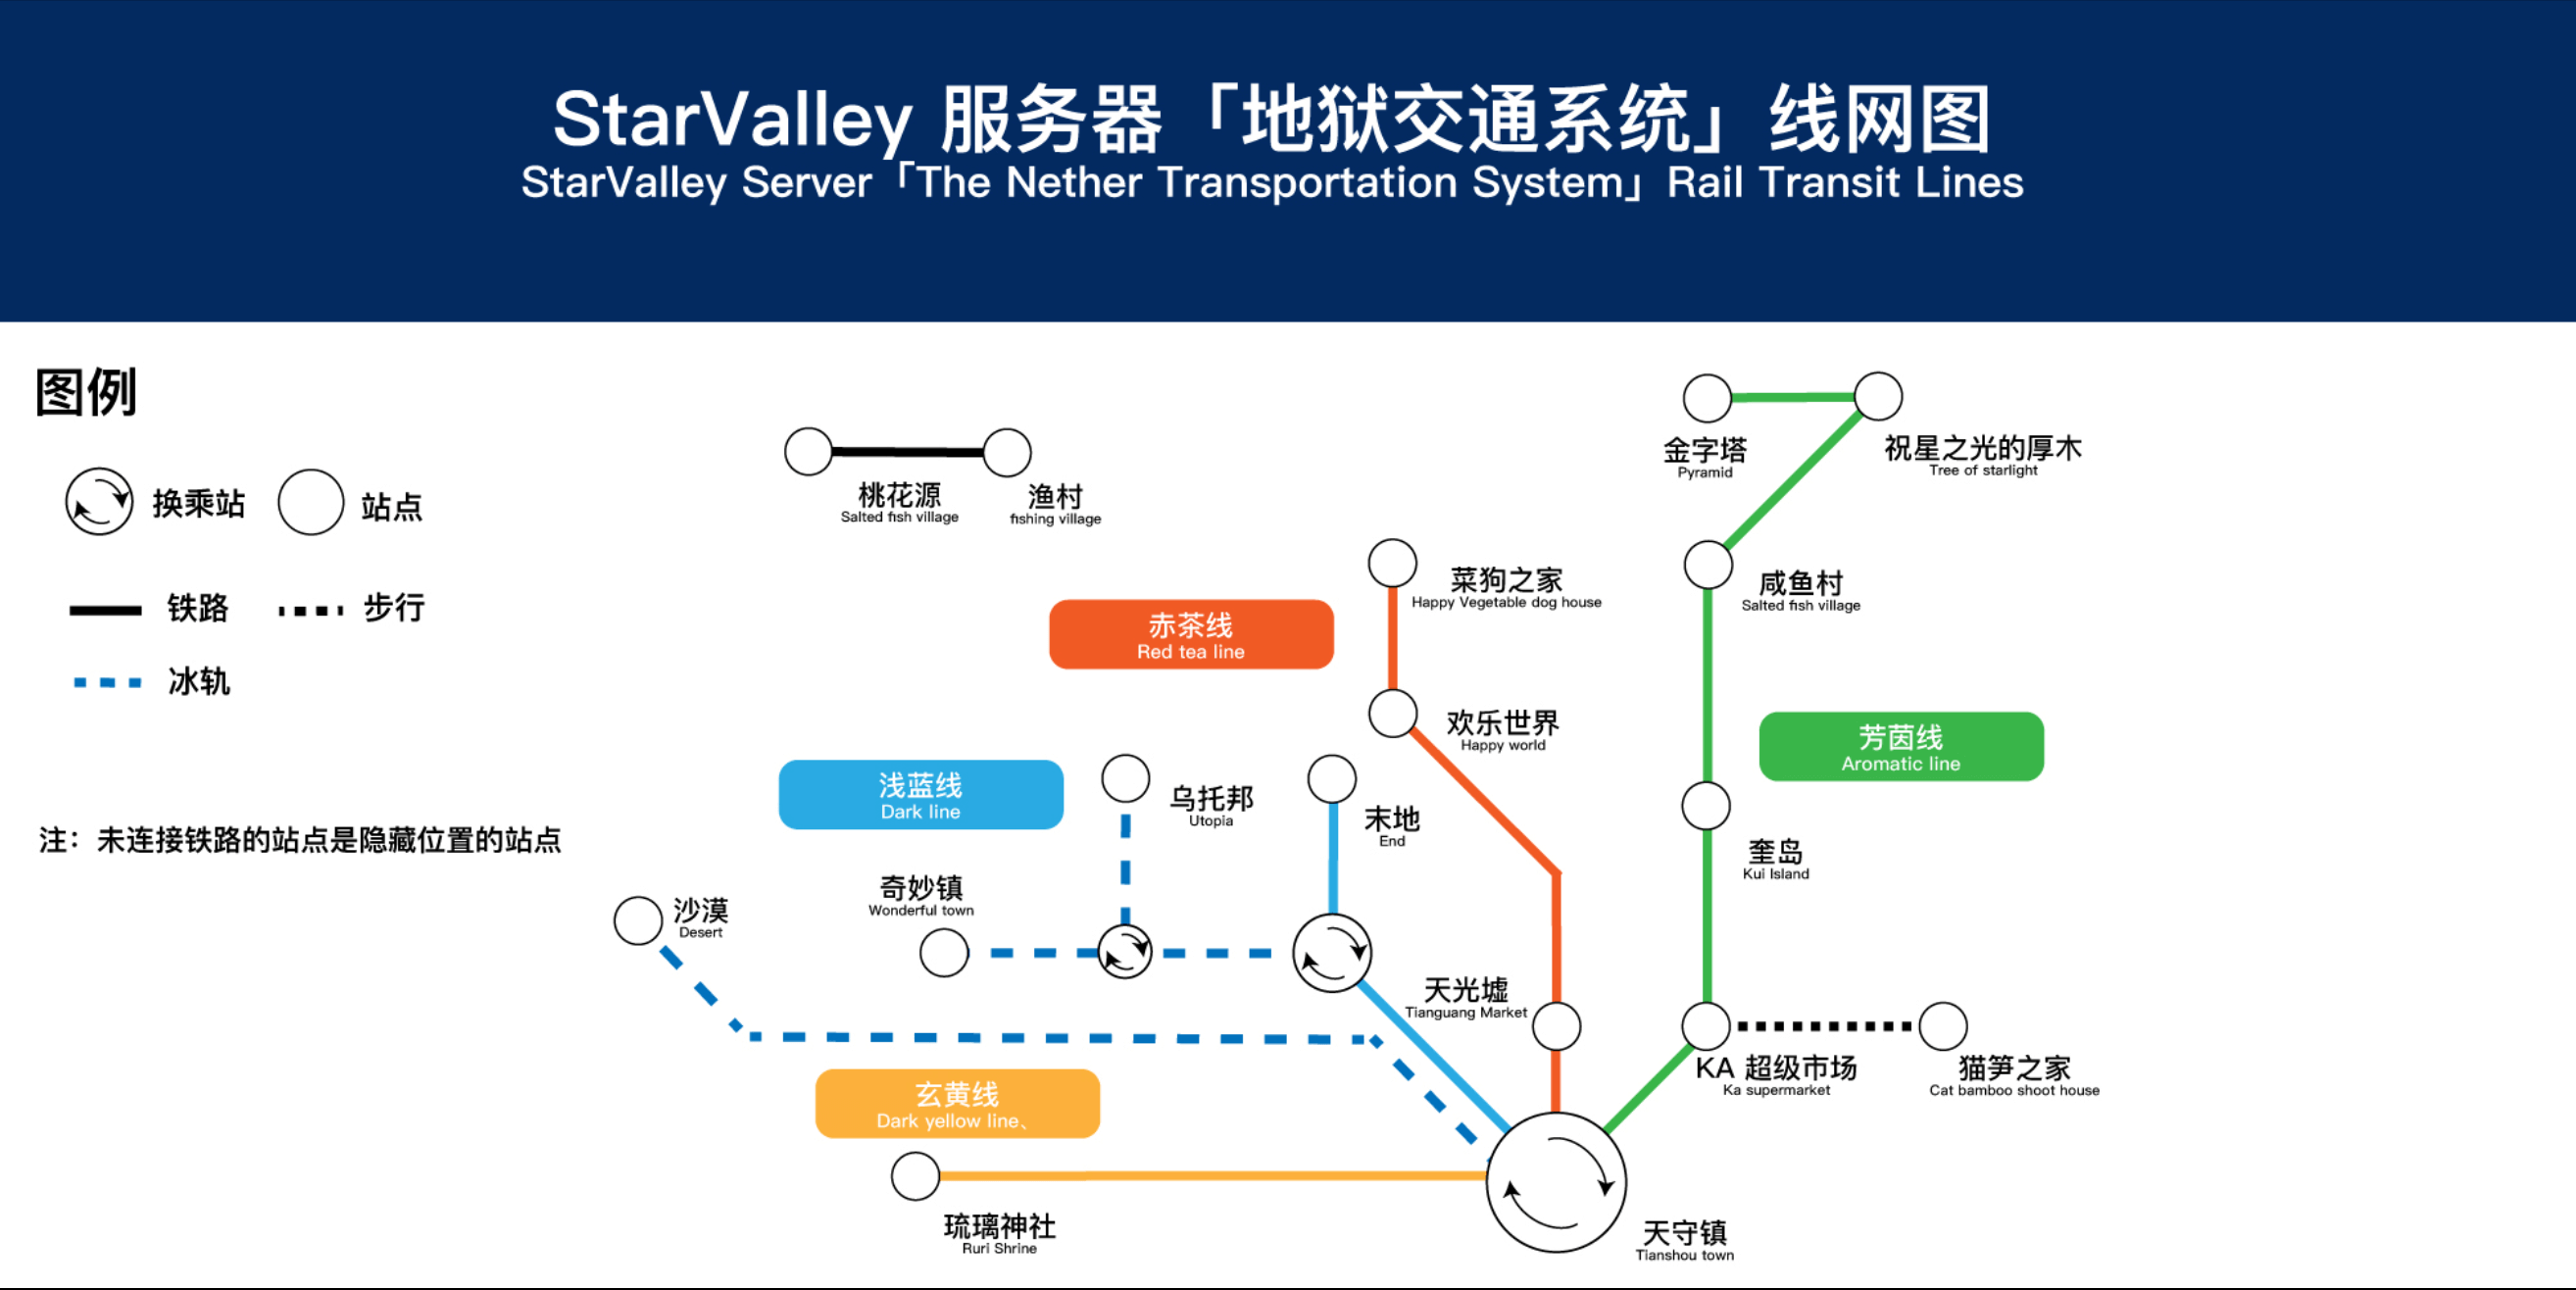 StarValley 服务器「地狱交通系统」线网图
StarValley Server「The Nether Transportation System」Rail Transit Lines
图例
换乘站
站点
铁路
步行
冰轨
注：未连接铁路的站点是隐藏位置的站点
桃花源
Salted fish village
渔村
fishing village
金字塔
Pyramid
祝星之光的厚木
Tree of starlight
菜狗之家
Happy Vegetable dog house
咸鱼村
Salted fish village
赤茶线
Red tea line
欢乐世界
Happy world
芳茵线
Aromatic line
浅蓝线
Dark line
乌托邦
Utopia
末地
End
奎岛
Kui Island
奇妙镇
Wonderful town
沙漠
Desert
天光墟
Tianguang Market
KA 超级市场
Ka supermarket
猫笋之家
Cat bamboo shoot house
玄黄线
Dark yellow line、
琉璃神社
Ruri Shrine
天守镇
Tianshou town